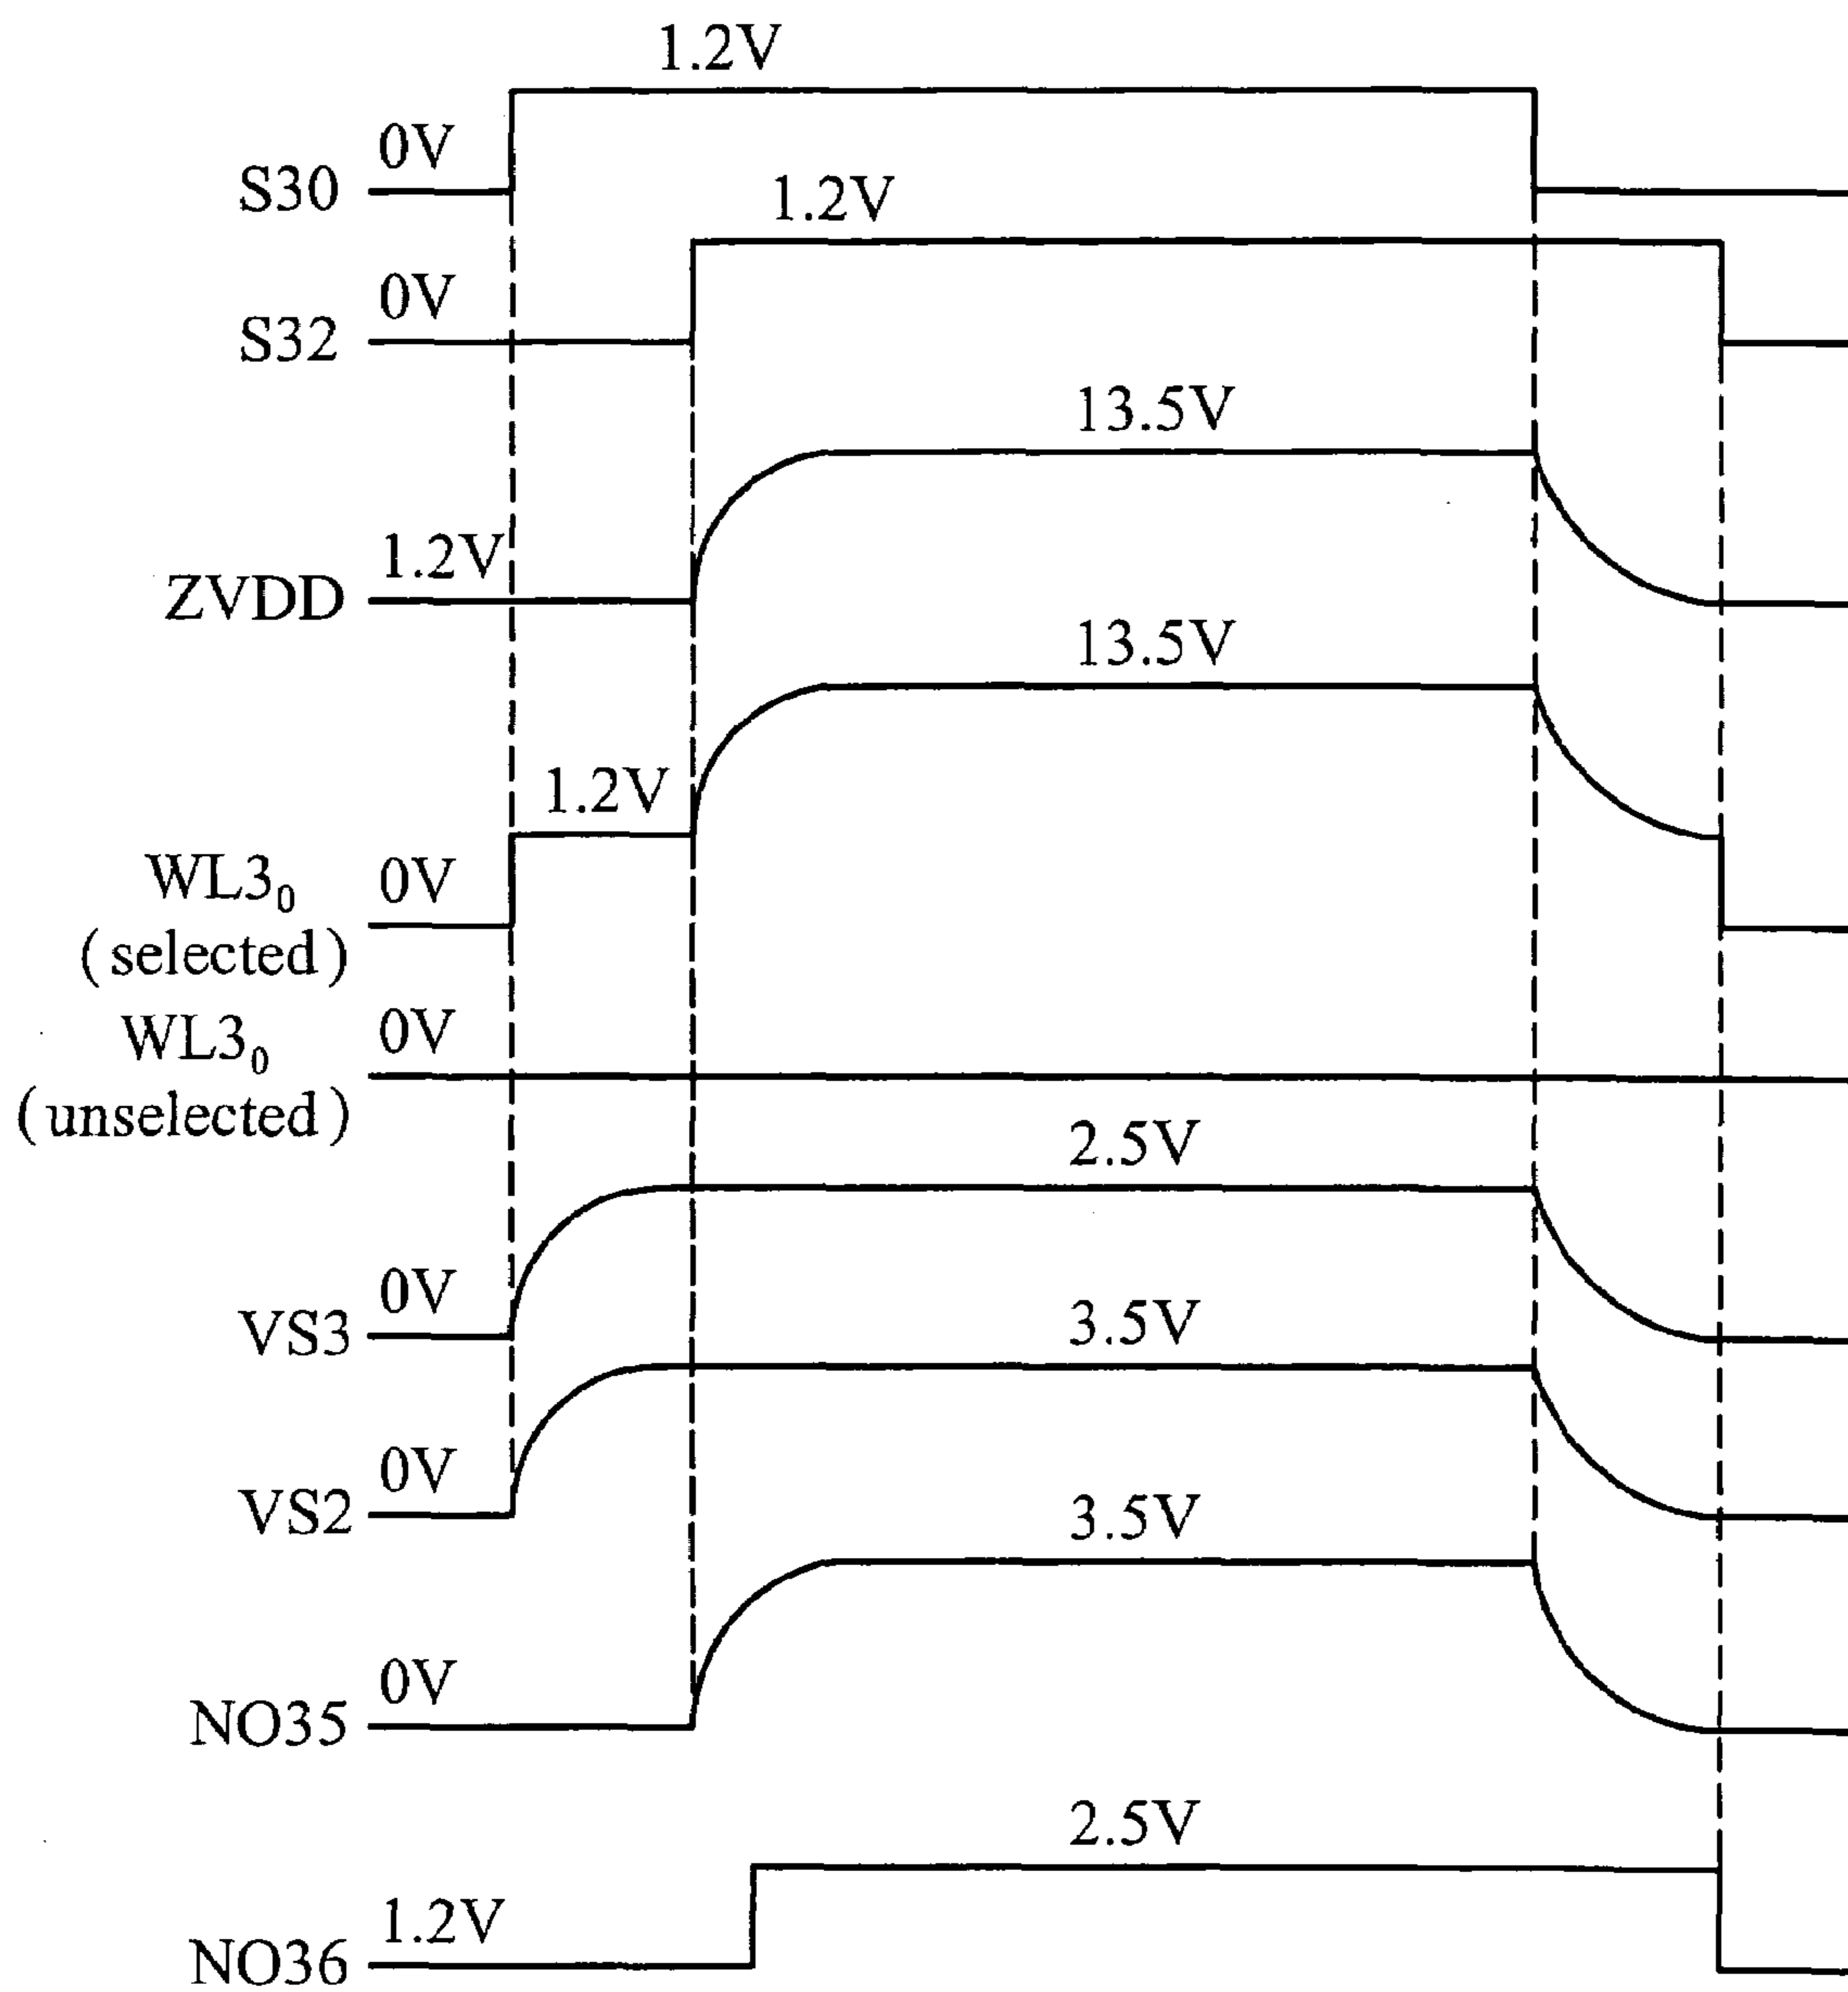 1.2V
0V
S30
1.2V
0V
S32
13.5V
1.2V
ZVDD
13.5V
1.2V
WL3₀ 0V
(selected)
WL3₀ 0V
(unselected)
2.5V
0V
VS3
3.5V
0V
VS2
3.5V
0V
NO35
2.5V
1.2V
NO36